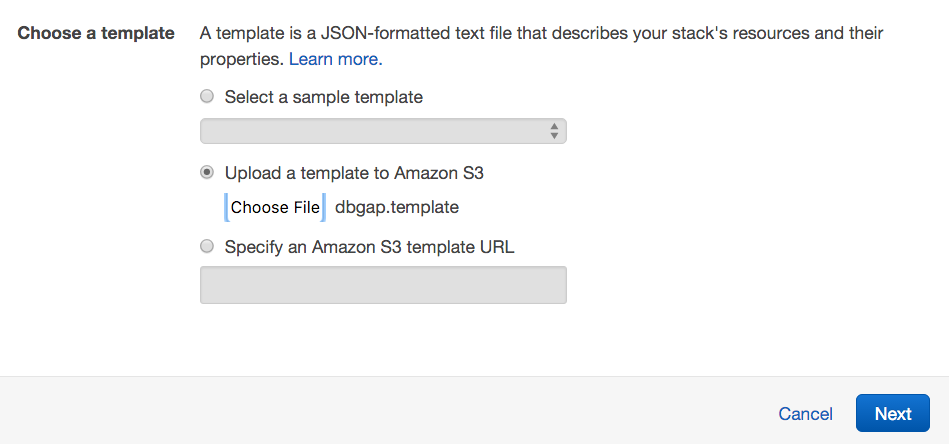 Choose a template
A template is a JSON-formatted text file that describes your stack's resources and their
properties. Learn more.
Select a sample template
Upload a template to Amazon S3
Choose File dbgap.template
Specify an Amazon S3 template URL
Cancel Next